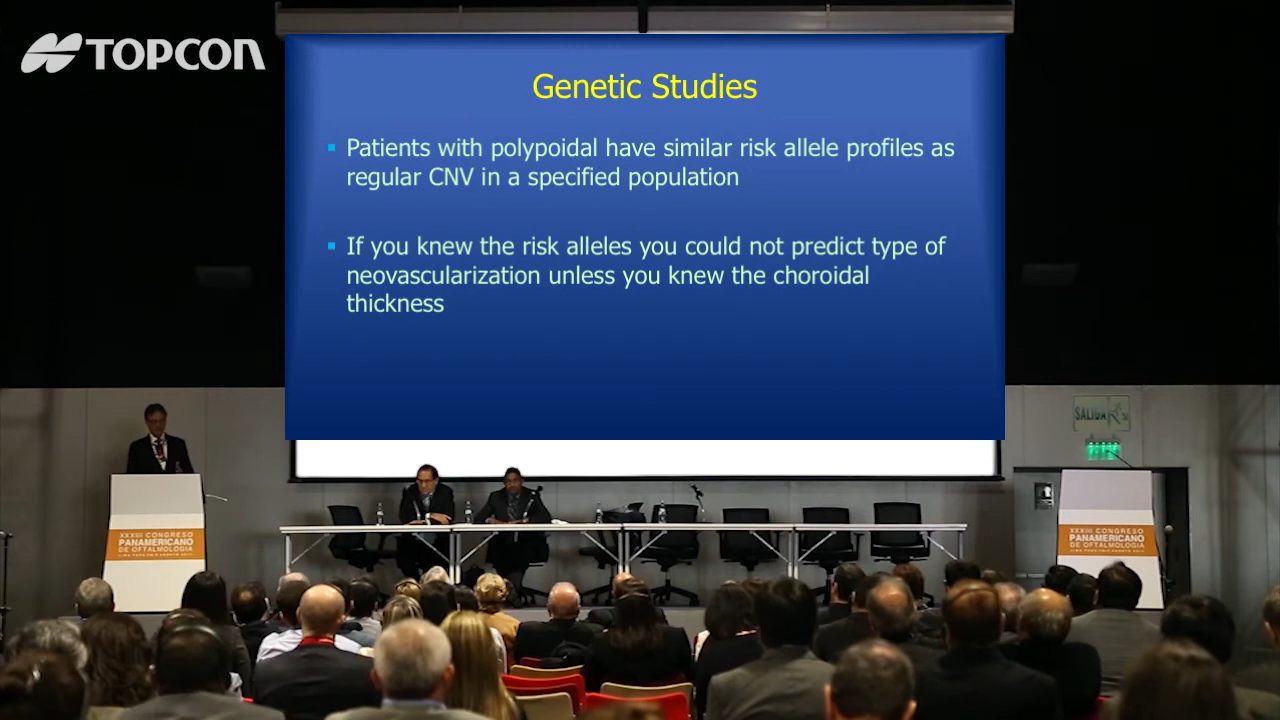 TOPCON
Genetic Studies
Patients with polypoidal have similar risk allele profiles as
regular CNV in a specified population
If you knew the risk alleles you could not predict type of
neovascularization unless you knew the choroidal
thickness
SALIDA
XXXIII CONGRESO
PANAMERICANO
DE OFTALMOLOGIA
XXXIII CONGRESO
PANAMERICANO
DE OFTALMOLOGIA